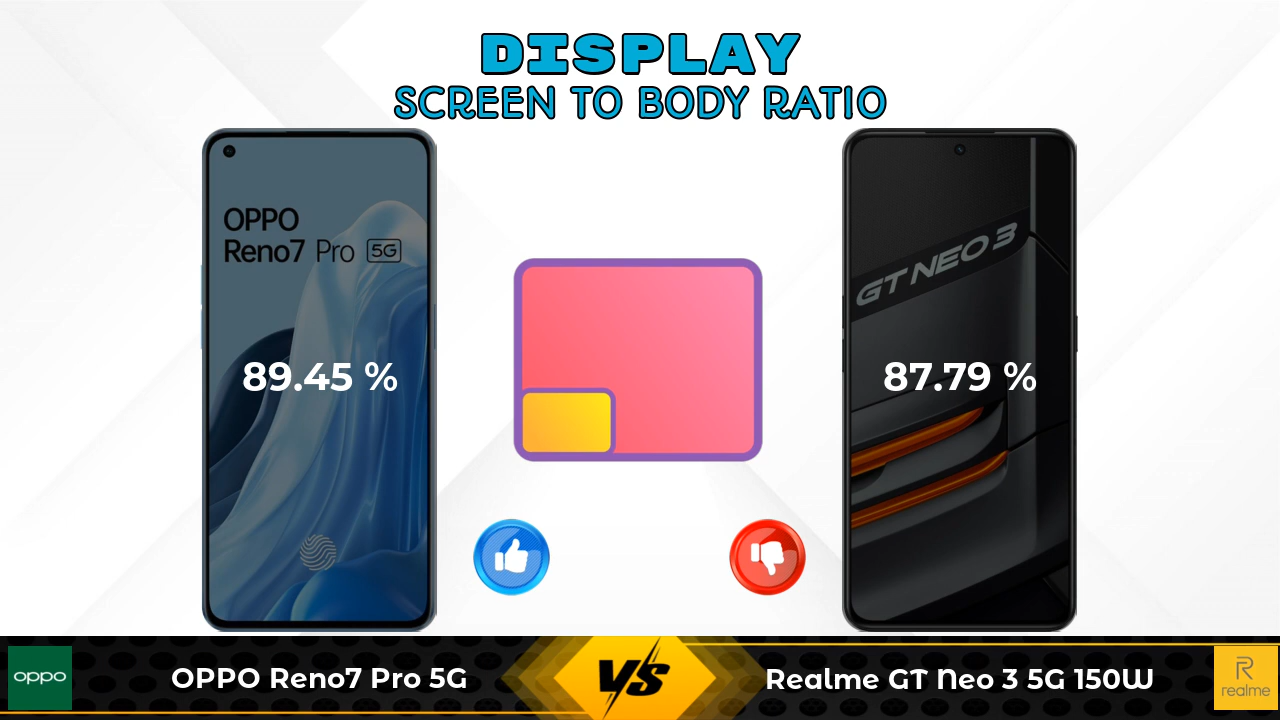 DISPLAY
SCREEN TO BODY RATIO
OPPO
Reno7 Pro 5G
89.45 %
GT NEO 3
87.79 %
oppo
OPPO Reno7 Pro 5G
VS
Realme GT Neo 3 5G 150W
R
realme